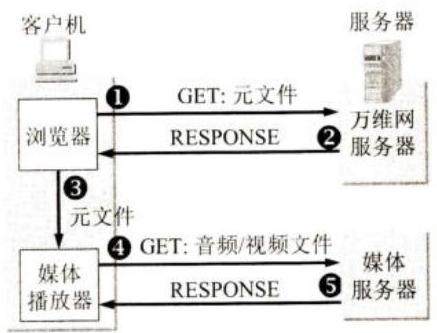 客户机
服务器
❶
GET: 元文件
浏览器
RESPONSE
❷
万维网
服务器
❸
元文件
❹
GET: 音频/视频文件
媒体
播放器
RESPONSE
❺
媒体
服务器